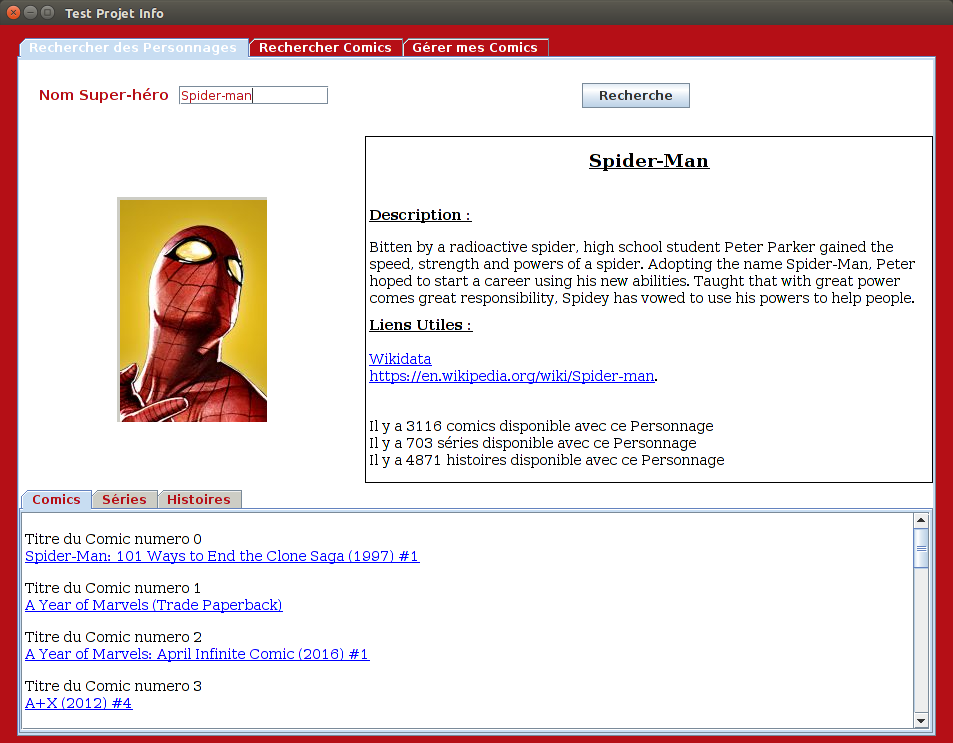 Test Projet Info
Rechercher des Personnages Rechercher Comics Gérer mes Comics
Nom Super-héro Spider-man Recherche
Spider-Man
Description :
Bitten by a radioactive spider, high school student Peter Parker gained the
speed, strength and powers of a spider. Adopting the name Spider-Man, Peter
hoped to start a career using his new abilities. Taught that with great power
comes great responsibility, Spidey has vowed to use his powers to help people.
Liens Utiles :
Wikidata
https://en.wikipedia.org/wiki/Spider-man.
Il y a 3116 comics disponible avec ce Personnage
Il y a 703 séries disponible avec ce Personnage
Il y a 4871 histoires disponible avec ce Personnage
Comics Séries Histoires
Titre du Comic numero 0
Spider-Man: 101 Ways to End the Clone Saga (1997) #1
Titre du Comic numero 1
A Year of Marvels (Trade Paperback)
Titre du Comic numero 2
A Year of Marvels: April Infinite Comic (2016) #1
Titre du Comic numero 3
A+X (2012) #4